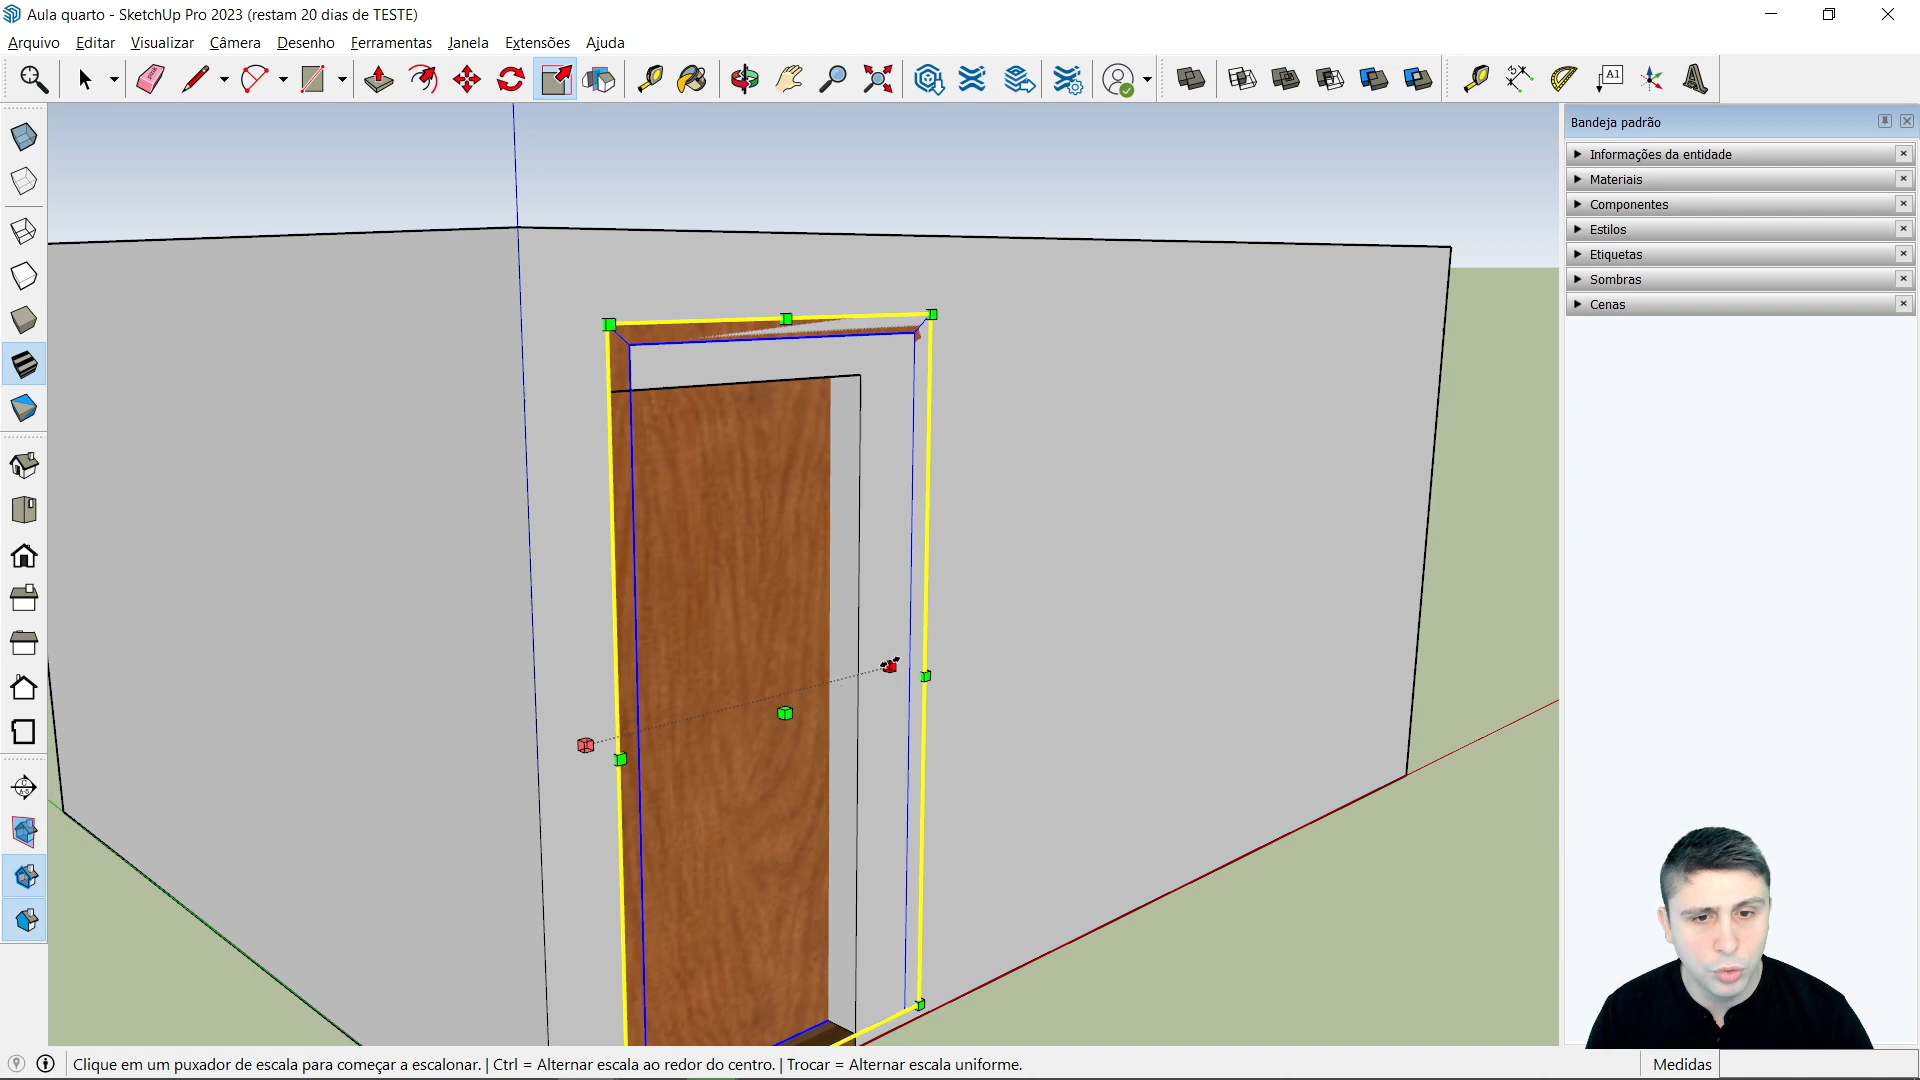 Aula quarto - SketchUp Pro 2023 (restam 20 dias de TESTE)
Arquivo Editar Visualizar Câmera Desenho Ferramentas Janela Extensões Ajuda
A1
Bandeja padrão
Informações da entidade
Materiais
Componentes
Estilos
Etiquetas
Sombras
Cenas
Clique em um puxador de escala para começar a escalonar. | Ctrl = Alternar escala ao redor do centro. | Trocar = Alternar escala uniforme.
Medidas